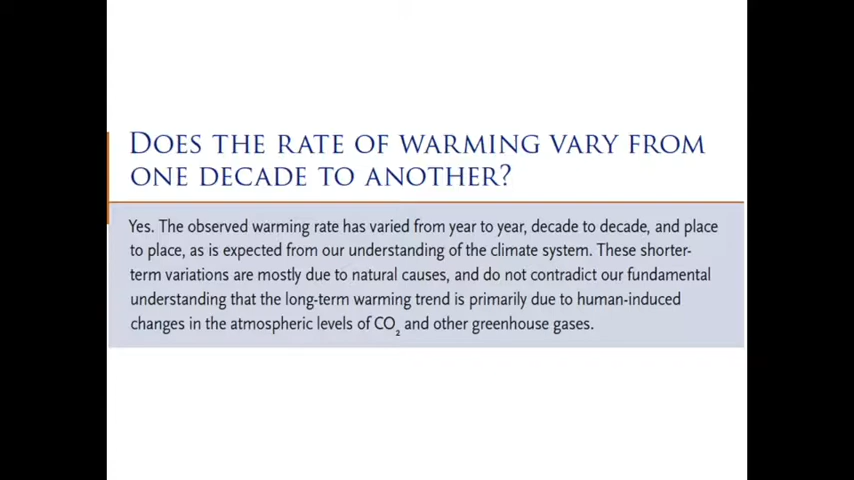 DOES THE RATE OF WARMING VARY FROM
ONE DECADE TO ANOTHER?
Yes. The observed warming rate has varied from year to year, decade to decade, and place
to place, as is expected from our understanding of the climate system. These shorter-
term variations are mostly due to natural causes, and do not contradict our fundamental
understanding that the long-term warming trend is primarily due to human-induced
changes in the atmospheric levels of CO₂ and other greenhouse gases.